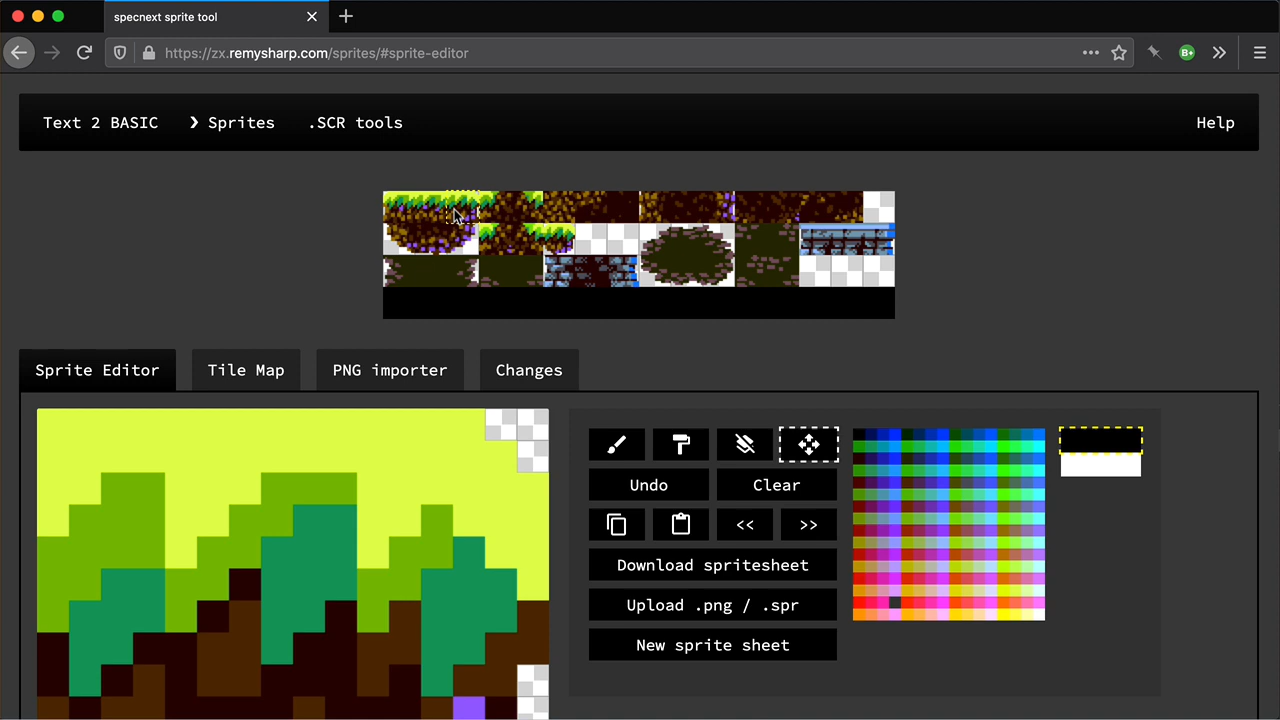 specnext sprite tool
https://zx.remysharp.com/sprites/#sprite-editor
B+
Text 2 BASIC
❯ Sprites
.SCR tools
Help
Sprite Editor
Tile Map
PNG importer
Changes
Undo
Clear
<<
>>
Download spritesheet
Upload .png / .spr
New sprite sheet